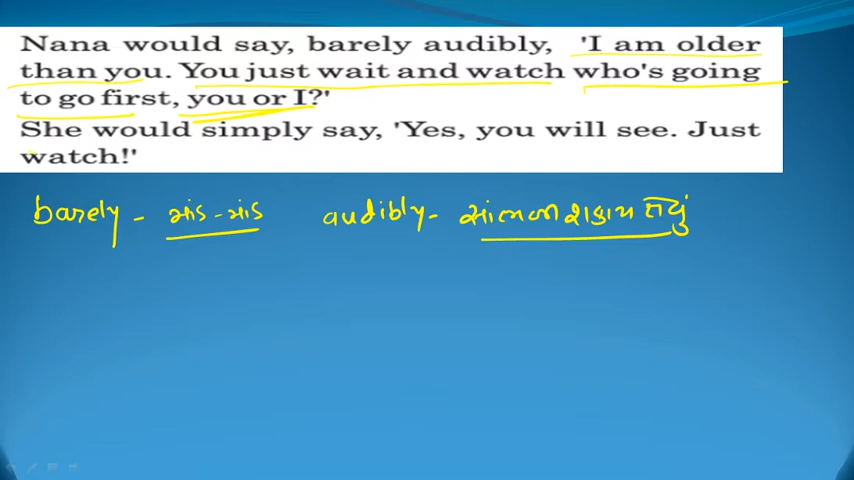 Nana would say, barely audibly, 'I am older
than you. You just wait and watch who's going
to go first, you or I?'
She would simply say, 'Yes, you will see. Just
watch!'
barely - માંડ-માંડ audibly - સાંભળી શકાય તેવું